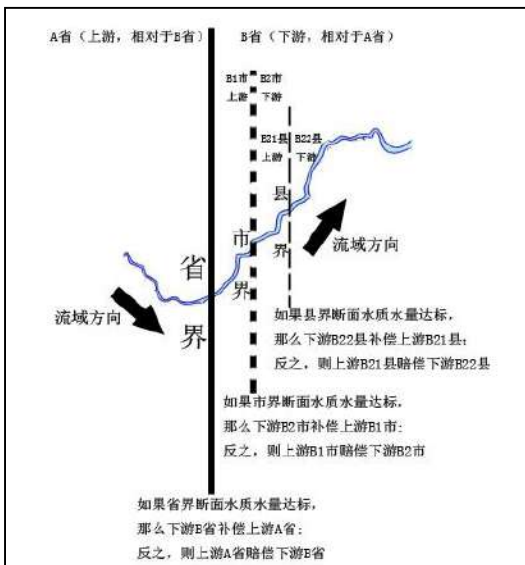 A省（上游，相对于B省）
B省（下游，相对于A省）
B1市
上游
B2市
下游
B21县
上游
B22县
下游
县界
市界
省界
流域方向
流域方向
如果县界断面水质水量达标，
那么下游B22县补偿上游B21县；
反之，则上游B21县赔偿下游B22县
如果市界断面水质水量达标，
那么下游B2市补偿上游B1市；
反之，则上游B1市赔偿下游B2市
如果省界断面水质水量达标，
那么下游B省补偿上游A省；
反之，则上游A省赔偿下游B省